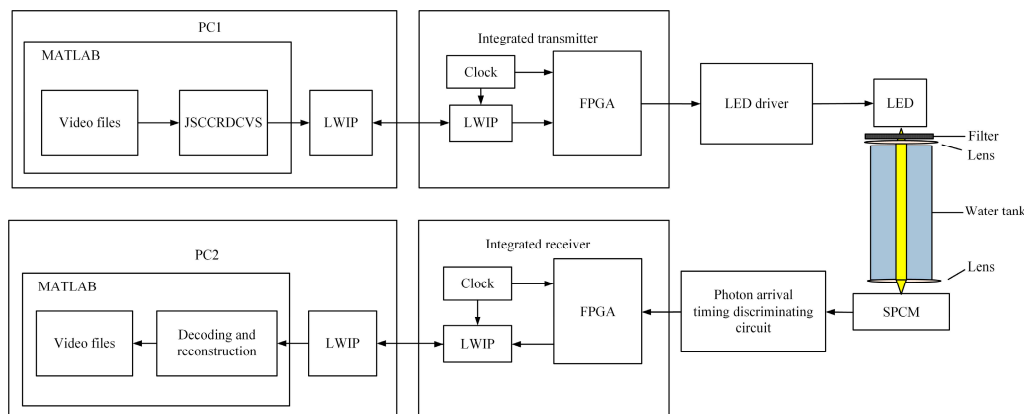 PC1
MATLAB
Video files
JSCCRDCVS
LWIP
Integrated transmitter
Clock
LWIP
FPGA
LED driver
LED
Filter
Lens
Water tank
Lens
SPCM
PC2
MATLAB
Video files
Decoding and
reconstruction
LWIP
Integrated receiver
Clock
LWIP
FPGA
Photon arrival
timing discriminating
circuit